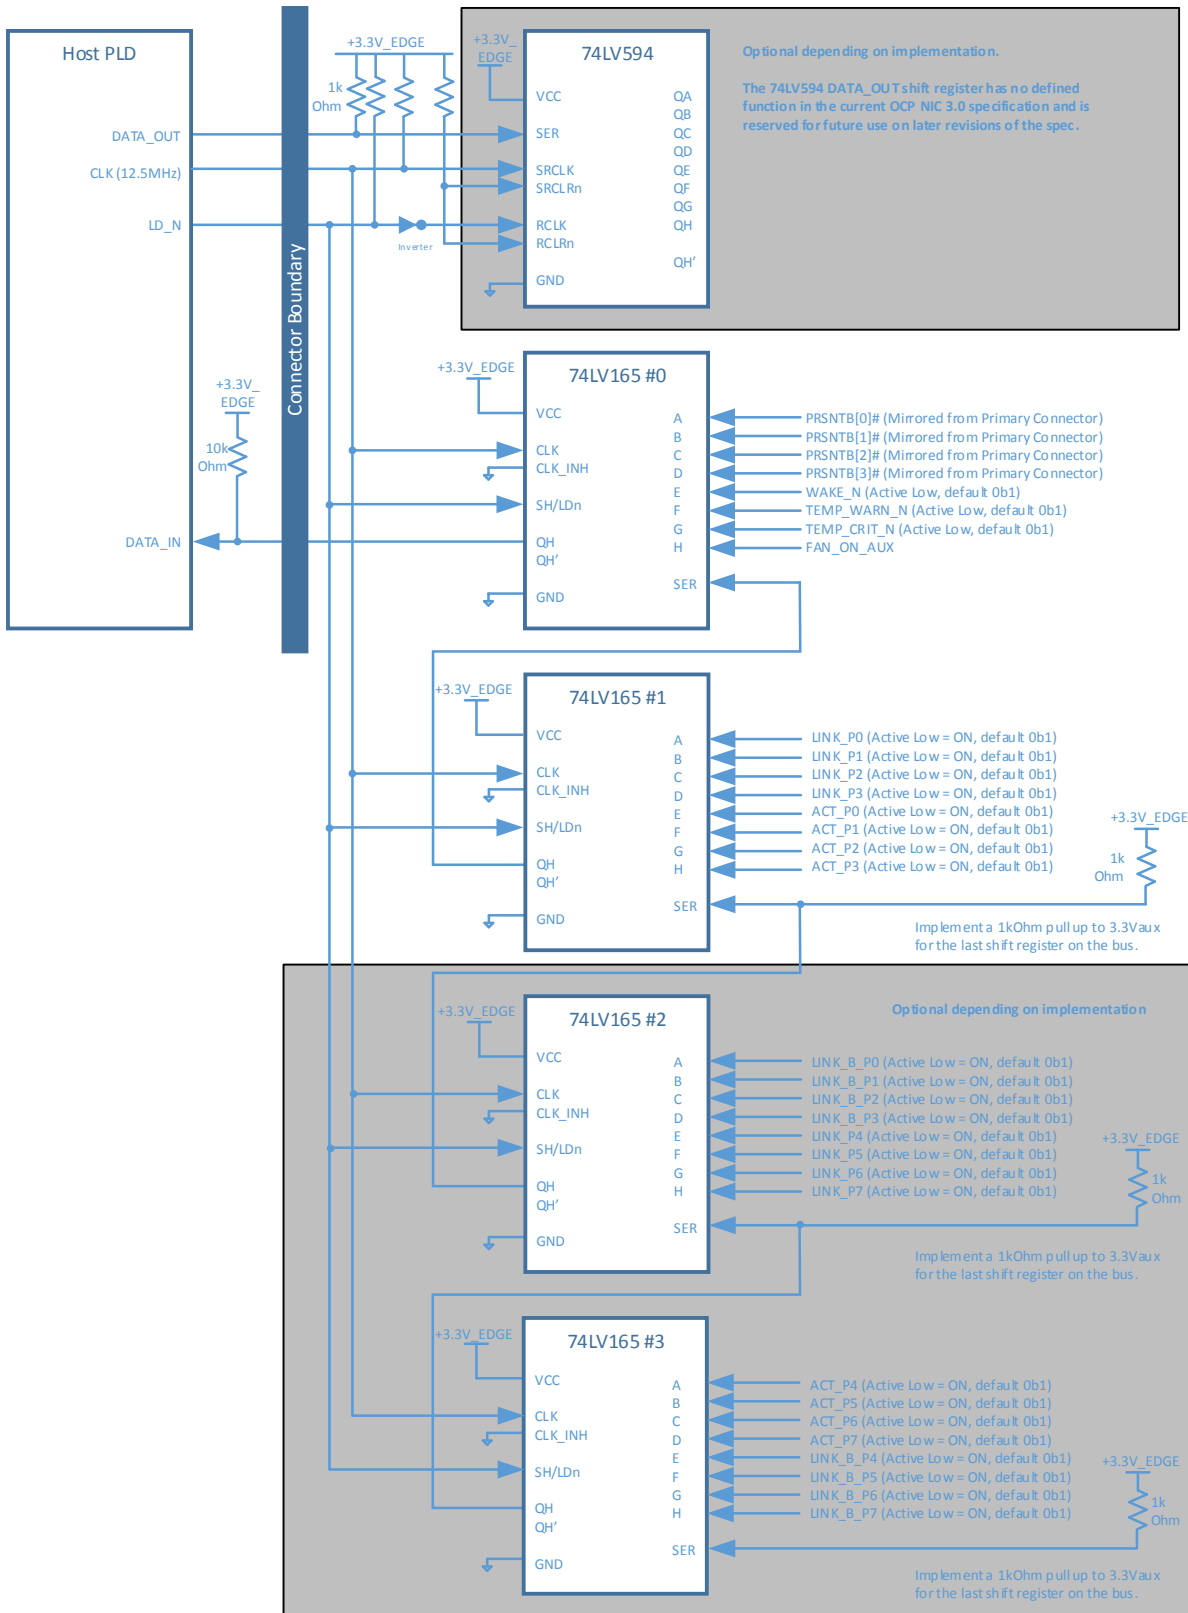 Host PLD
DATA_OUT
CLK (12.5MHz)
LD_N
+3.3V_
EDGE
10k
Ohm
DATA_IN
Connector Boundary
+3.3V_EDGE
1k
Ohm
Inverter
+3.3V_
EDGE
74LV594
VCC
SER
SRCLK
SRCLRn
RCLK
RCLRn
GND
QA
QB
QC
QD
QE
QF
QG
QH
QH’
Optional depending on implementation.
The 74LV594 DATA_OUT shift register has no defined
function in the current OCP NIC 3.0 specification and is
reserved for future use on later revisions of the spec.
+3.3V_EDGE
74LV165 #0
VCC
CLK
CLK_INH
SH/LDn
QH
QH’
GND
A
B
C
D
E
F
G
H
SER
PRSNTB[0]# (Mirrored from Primary Connector)
PRSNTB[1]# (Mirrored from Primary Connector)
PRSNTB[2]# (Mirrored from Primary Connector)
PRSNTB[3]# (Mirrored from Primary Connector)
WAKE_N (Active Low, default 0b1)
TEMP_WARN_N (Active Low, default 0b1)
TEMP_CRIT_N (Active Low, default 0b1)
FAN_ON_AUX
+3.3V_EDGE
74LV165 #1
VCC
CLK
CLK_INH
SH/LDn
QH
QH’
GND
A
B
C
D
E
F
G
H
SER
LINK_P0 (Active Low = ON, default 0b1)
LINK_P1 (Active Low = ON, default 0b1)
LINK_P2 (Active Low = ON, default 0b1)
LINK_P3 (Active Low = ON, default 0b1)
ACT_P0 (Active Low = ON, default 0b1)
ACT_P1 (Active Low = ON, default 0b1)
ACT_P2 (Active Low = ON, default 0b1)
ACT_P3 (Active Low = ON, default 0b1)
+3.3V_EDGE
1k
Ohm
Implement a 1kOhm pull up to 3.3Vaux
for the last shift register on the bus.
Optional depending on implementation
+3.3V_EDGE
74LV165 #2
VCC
CLK
CLK_INH
SH/LDn
QH
QH’
GND
A
B
C
D
E
F
G
H
SER
LINK_B_P0 (Active Low = ON, default 0b1)
LINK_B_P1 (Active Low = ON, default 0b1)
LINK_B_P2 (Active Low = ON, default 0b1)
LINK_B_P3 (Active Low = ON, default 0b1)
LINK_P4 (Active Low = ON, default 0b1)
LINK_P5 (Active Low = ON, default 0b1)
LINK_P6 (Active Low = ON, default 0b1)
LINK_P7 (Active Low = ON, default 0b1)
+3.3V_EDGE
1k
Ohm
Implement a 1kOhm pull up to 3.3Vaux
for the last shift register on the bus.
+3.3V_EDGE
74LV165 #3
VCC
CLK
CLK_INH
SH/LDn
QH
QH’
GND
A
B
C
D
E
F
G
H
SER
ACT_P4 (Active Low = ON, default 0b1)
ACT_P5 (Active Low = ON, default 0b1)
ACT_P6 (Active Low = ON, default 0b1)
ACT_P7 (Active Low = ON, default 0b1)
LINK_B_P4 (Active Low = ON, default 0b1)
LINK_B_P5 (Active Low = ON, default 0b1)
LINK_B_P6 (Active Low = ON, default 0b1)
LINK_B_P7 (Active Low = ON, default 0b1)
+3.3V_EDGE
1k
Ohm
Implement a 1kOhm pull up to 3.3Vaux
for the last shift register on the bus.